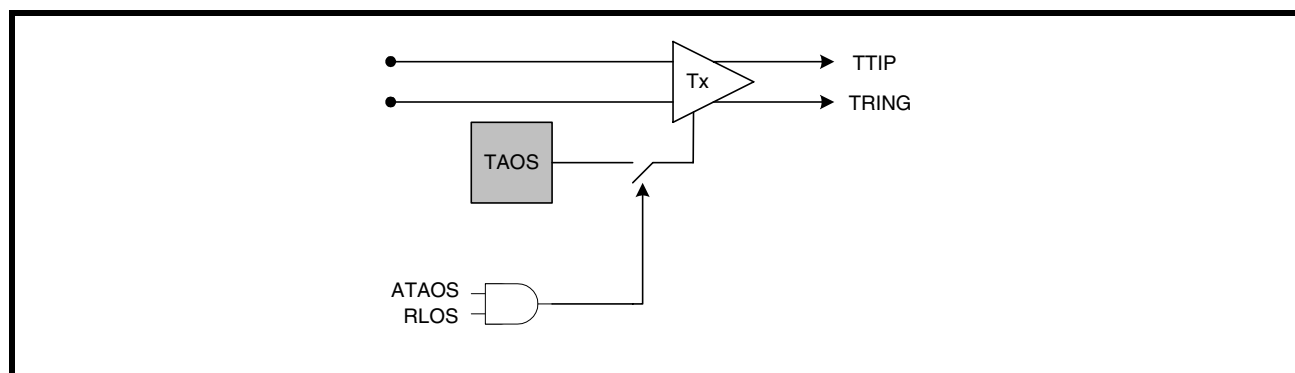 TTIP
Tx
TRING
TAOS
ATAOS
RLOS